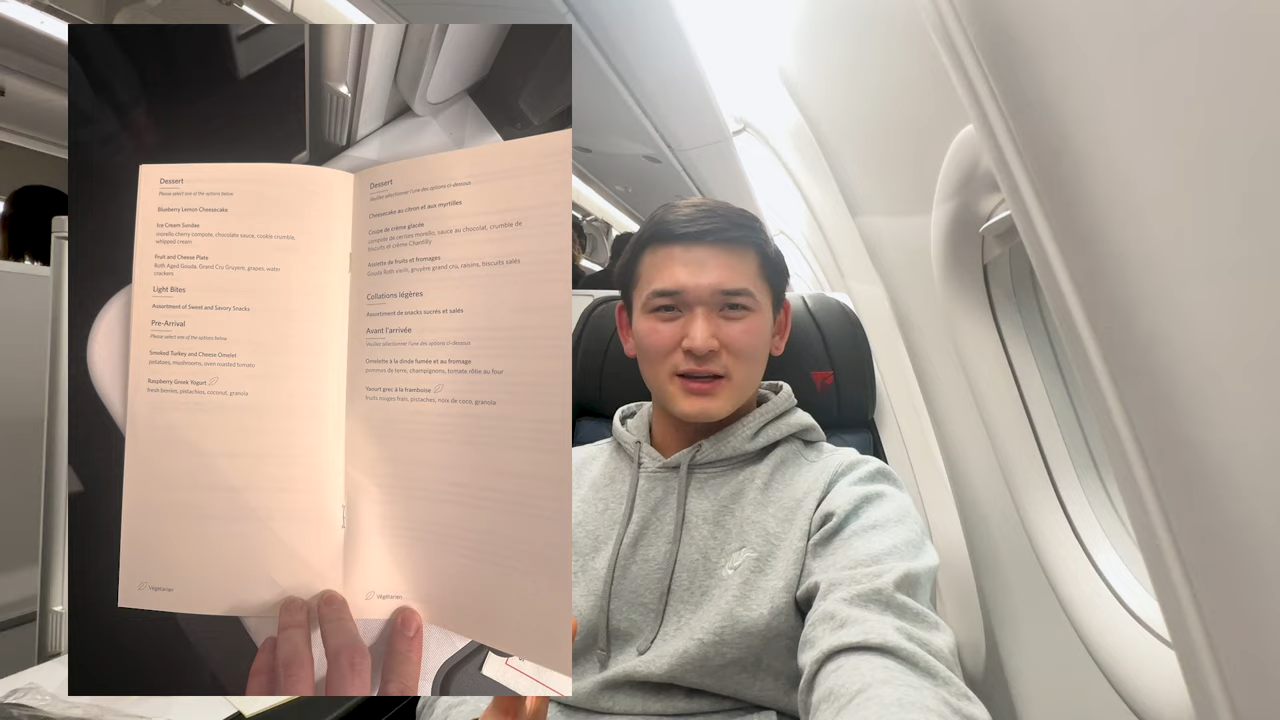 Dessert
Please select one of the options below.
Blueberry Lemon Cheesecake
Ice Cream Sundae
morello cherry compote, chocolate sauce, cookie crumble,
whipped cream
Fruit and Cheese Plate
Roth Aged Gouda, Grand Cru Gruyere, grapes, water
crackers
Light Bites
Assortment of Sweet and Savory Snacks
Pre-Arrival
Please select one of the options below.
Smoked Turkey and Cheese Omelet
potatoes, mushrooms, oven roasted tomato
Raspberry Greek Yogurt
fresh berries, pistachios, coconut, granola
Vegetarian
Dessert
Veuillez sélectionner l'une des options ci-dessous
Cheesecake au citron et aux myrtilles
Coupe de crème glacée
compote de cerises morello, sauce au chocolat, crumble de
biscuits et crème Chantilly
Assiette de fruits et fromages
Gouda Roth vieilli, gruyère grand cru, raisins, biscuits salés
Collations légères
Assortiment de snacks sucrés et salés
Avant l'arrivée
Veuillez sélectionner l'une des options ci-dessous
Omelette à la dinde fumée et au fromage
pommes de terre, champignons, tomate rôtie au four
Yaourt grec à la framboise
fruits rouges frais, pistaches, noix de coco, granola
Végétarien